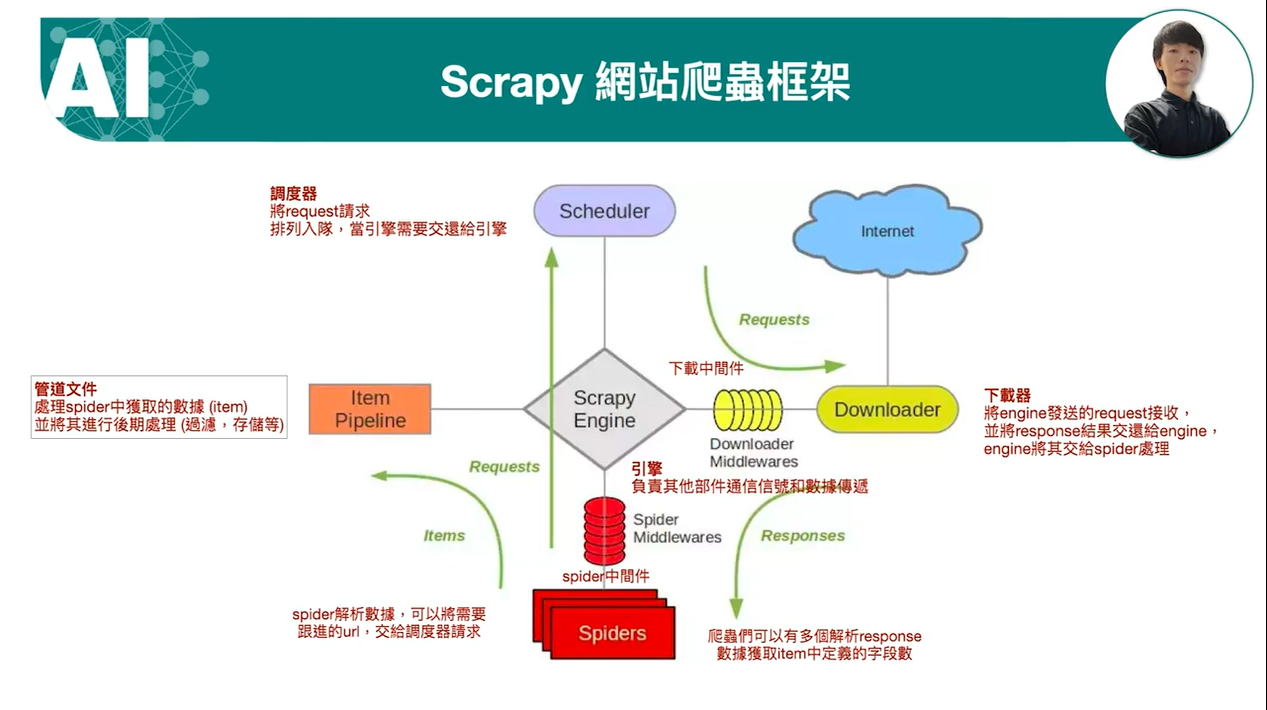 AI
Scrapy 網站爬蟲框架
調度器
將request請求
排列入隊，當引擎需要交還給引擎
Scheduler
Internet
Requests
下載中間件
管道文件
處理spider中獲取的數據 (item)
並將其進行後期處理 (過濾，存儲等)
Item
Pipeline
Scrapy
Engine
Downloader
下載器
將engine發送的request接收，
並將response結果交還給engine，
engine將其交給spider處理
Downloader
Middlewares
Requests
引擎
負責其他部件通信信號和數據傳遞
Items
Spider
Middlewares
Responses
spider中間件
spider解析數據，可以將需要
跟進的url，交給調度器請求
Spiders
爬蟲們可以有多個解析response
數據獲取item中定義的字段數